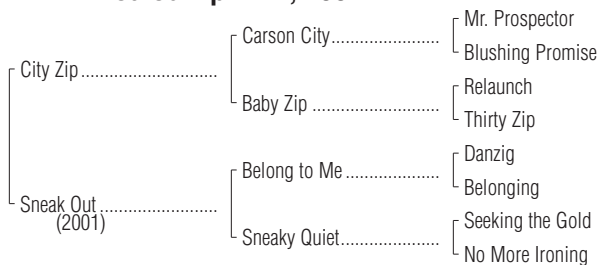 Mr. Prospector
Carson City
Blushing Promise
City Zip
Relaunch
Baby Zip
Thirty Zip
Danzig
Belong to Me
Belonging
Sneak Out
(2001)
Seeking the Gold
Sneaky Quiet
No More Ironing